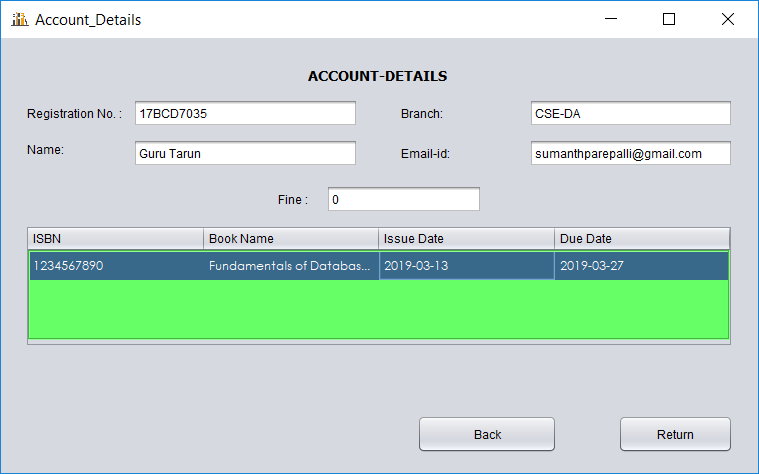 Account_Details
ACCOUNT-DETAILS
Registration No. : 17BCD7035 Branch: CSE-DA
Name: Guru Tarun Email-id: sumanthparepalli@gmail.com
Fine : 0
ISBN Book Name Issue Date Due Date
1234567890 Fundamentals of Databas... 2019-03-13 2019-03-27
Back Return